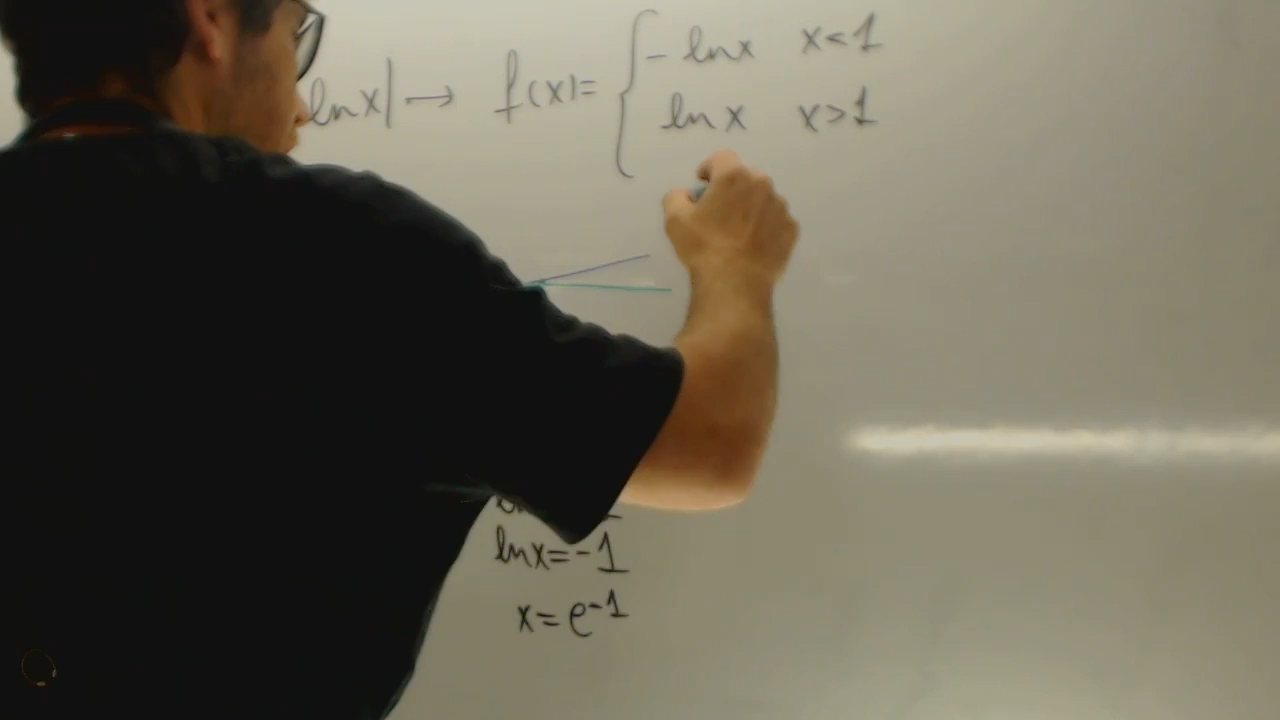 ln x| → f(x)= { -ln x x<1
ln x x>1
ln x = -1
x = e^-1